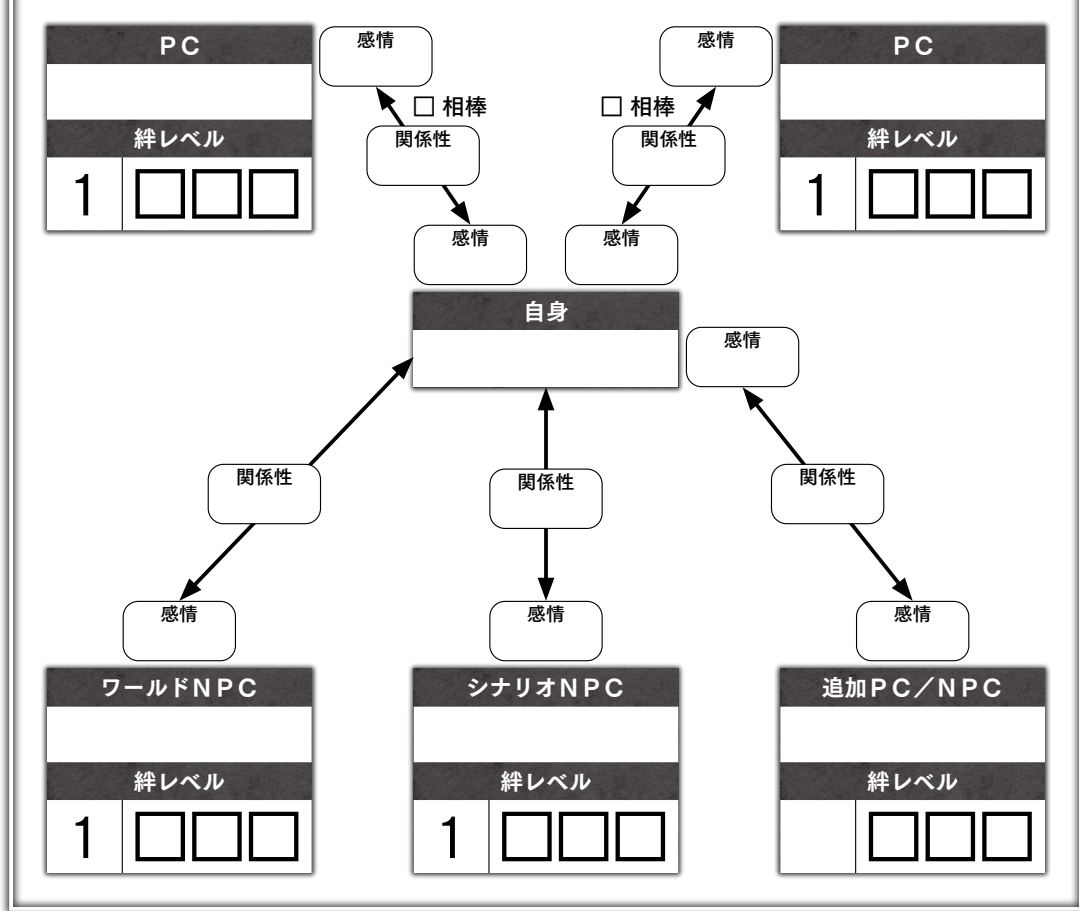 PC
感情
感情
PC
□ 相棒
□ 相棒
関係性
関係性
絆レベル
絆レベル
1 □□□
1 □□□
感情
感情
自身
感情
関係性
関係性
関係性
感情
感情
感情
ワールドNPC
シナリオNPC
追加PC／NPC
絆レベル
絆レベル
絆レベル
1 □□□
1 □□□
□□□